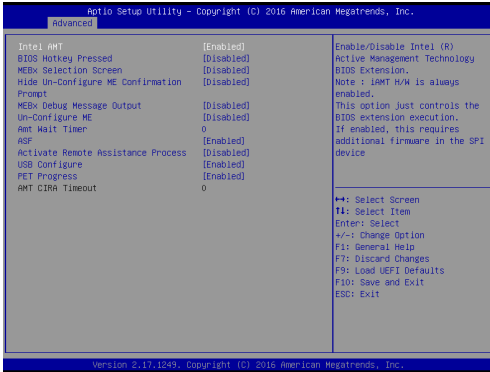 Aptio Setup Utility – Copyright (C) 2016 American Megatrends, Inc.
Advanced
Intel AMT [Enabled]
BIOS Hotkey Pressed [Disabled]
MEBx Selection Screen [Disabled]
Hide Un-Configure ME Confirmation [Disabled]
Prompt
MEBx Debug Message Output [Disabled]
Un-Configure ME [Disabled]
Amt Wait Timer 0
ASF [Enabled]
Activate Remote Assistance Process [Disabled]
USB Configure [Enabled]
PET Progress [Enabled]
AMT CIRA Timeout 0
Enable/Disable Intel (R)
Active Management Technology
BIOS Extension.
Note : iAMT H/W is always
enabled.
This option just controls the
BIOS extension execution.
If enabled, this requires
additional firmware in the SPI
device
↔: Select Screen
↑↓: Select Item
Enter: Select
+/-: Change Option
F1: General Help
F7: Discard Changes
F9: Load UEFI Defaults
F10: Save and Exit
ESC: Exit
Version 2.17.1249. Copyright (C) 2016 American Megatrends, Inc.